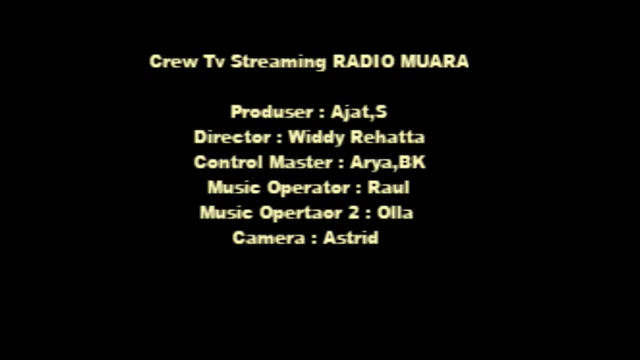 Crew Tv Streaming RADIO MUARA
Produser : Ajat,S
Director : Widdy Rehatta
Control Master : Arya,BK
Music Operator : Raul
Music Opertaor 2 : Olla
Camera : Astrid